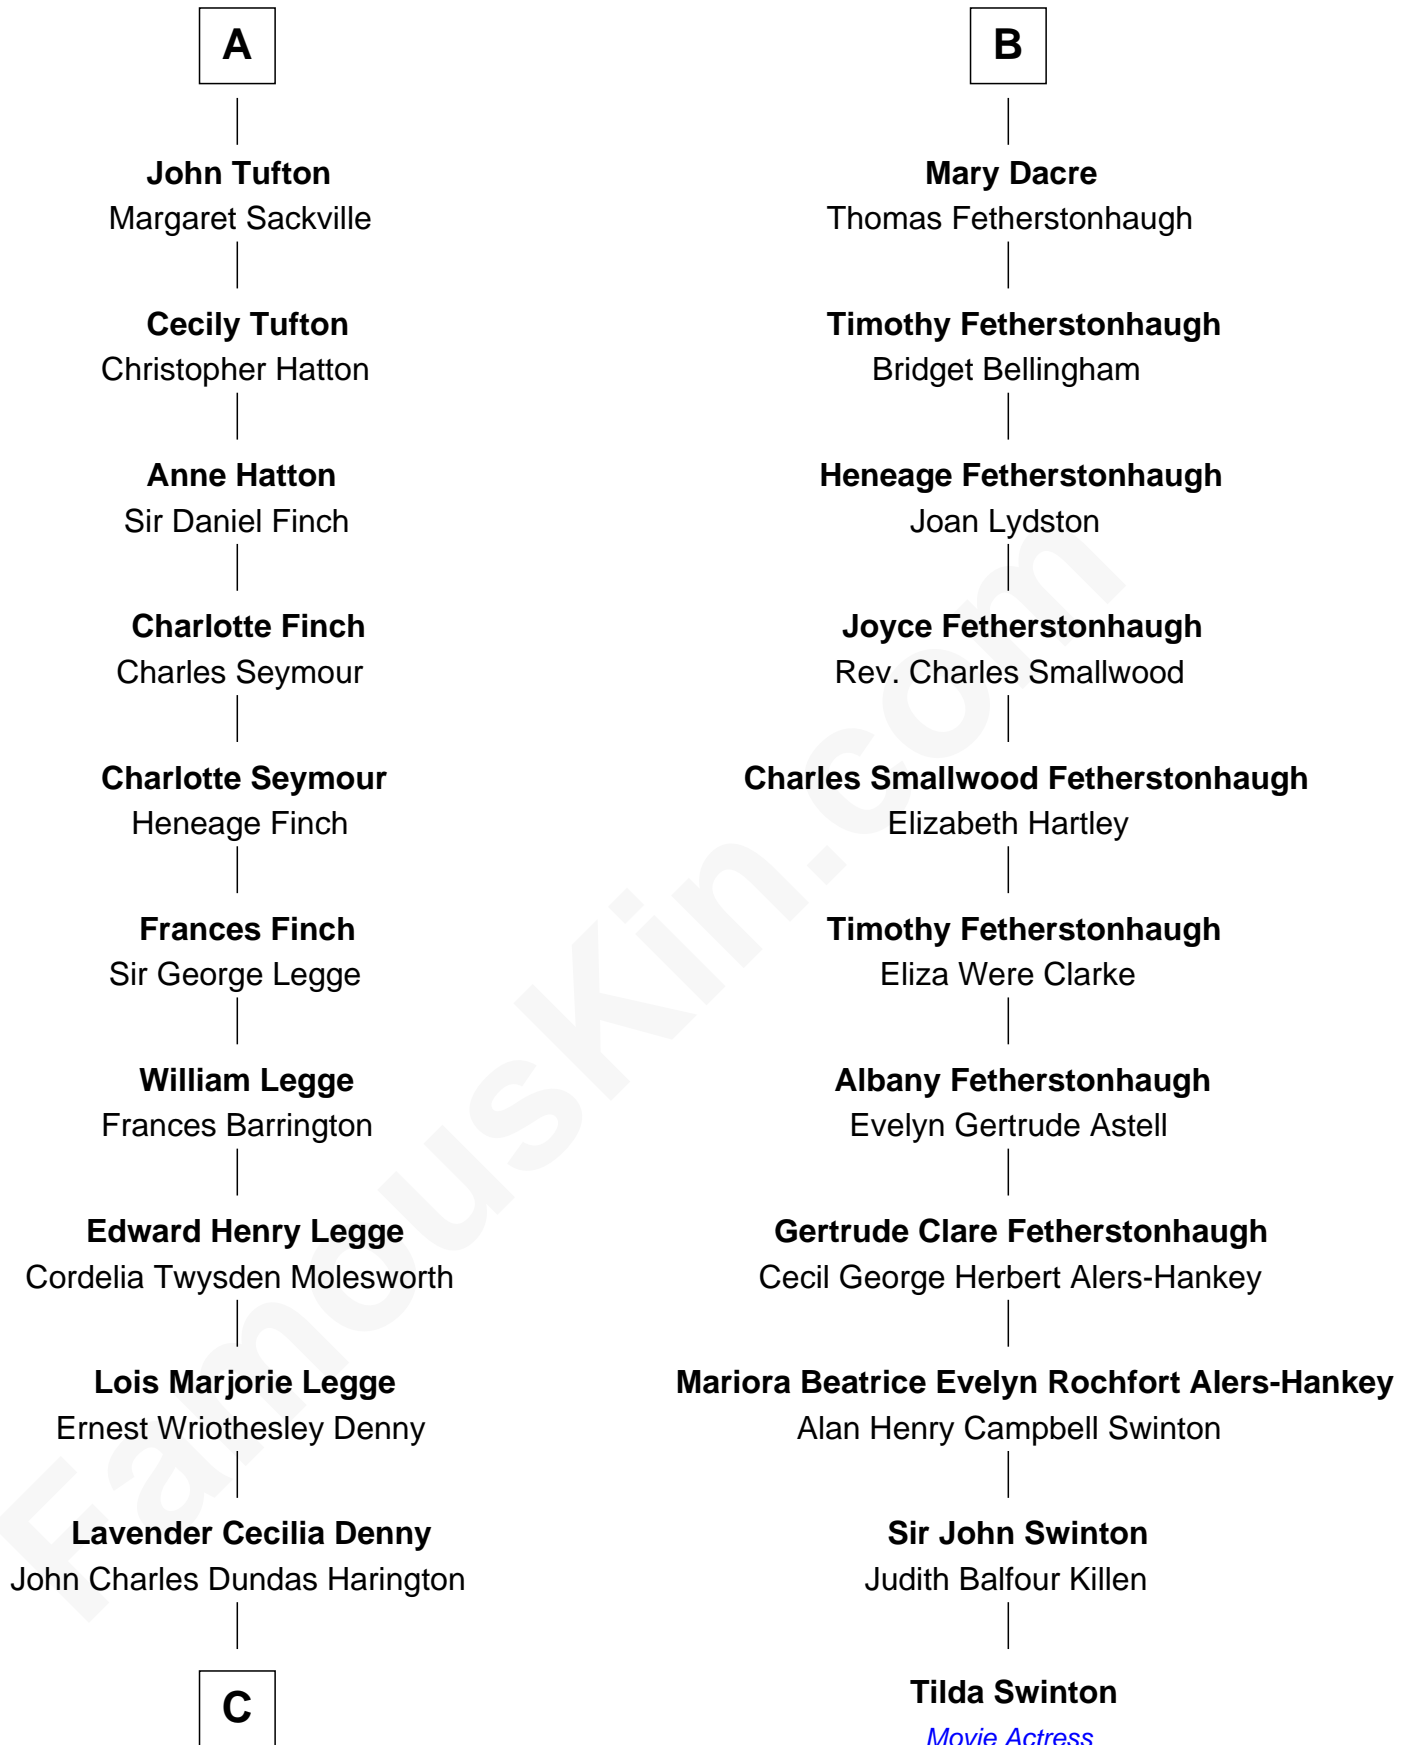 A
John Tufton
Margaret Sackville
Cecily Tufton
Christopher Hatton
Anne Hatton
Sir Daniel Finch
Charlotte Finch
Charles Seymour
Charlotte Seymour
Heneage Finch
Frances Finch
Sir George Legge
William Legge
Frances Barrington
Edward Henry Legge
Cordelia Twysden Molesworth
Lois Marjorie Legge
Ernest Wriothesley Denny
Lavender Cecilia Denny
John Charles Dundas Harington
C
B
Mary Dacre
Thomas Fetherstonhaugh
Timothy Fetherstonhaugh
Bridget Bellingham
Heneage Fetherstonhaugh
Joan Lydston
Joyce Fetherstonhaugh
Rev. Charles Smallwood
Charles Smallwood Fetherstonhaugh
Elizabeth Hartley
Timothy Fetherstonhaugh
Eliza Were Clarke
Albany Fetherstonhaugh
Evelyn Gertrude Astell
Gertrude Clare Fetherstonhaugh
Cecil George Herbert Alers-Hankey
Mariora Beatrice Evelyn Rochfort Alers-Hankey
Alan Henry Campbell Swinton
Sir John Swinton
Judith Balfour Killen
Tilda Swinton
Movie Actress
FamousKin.com